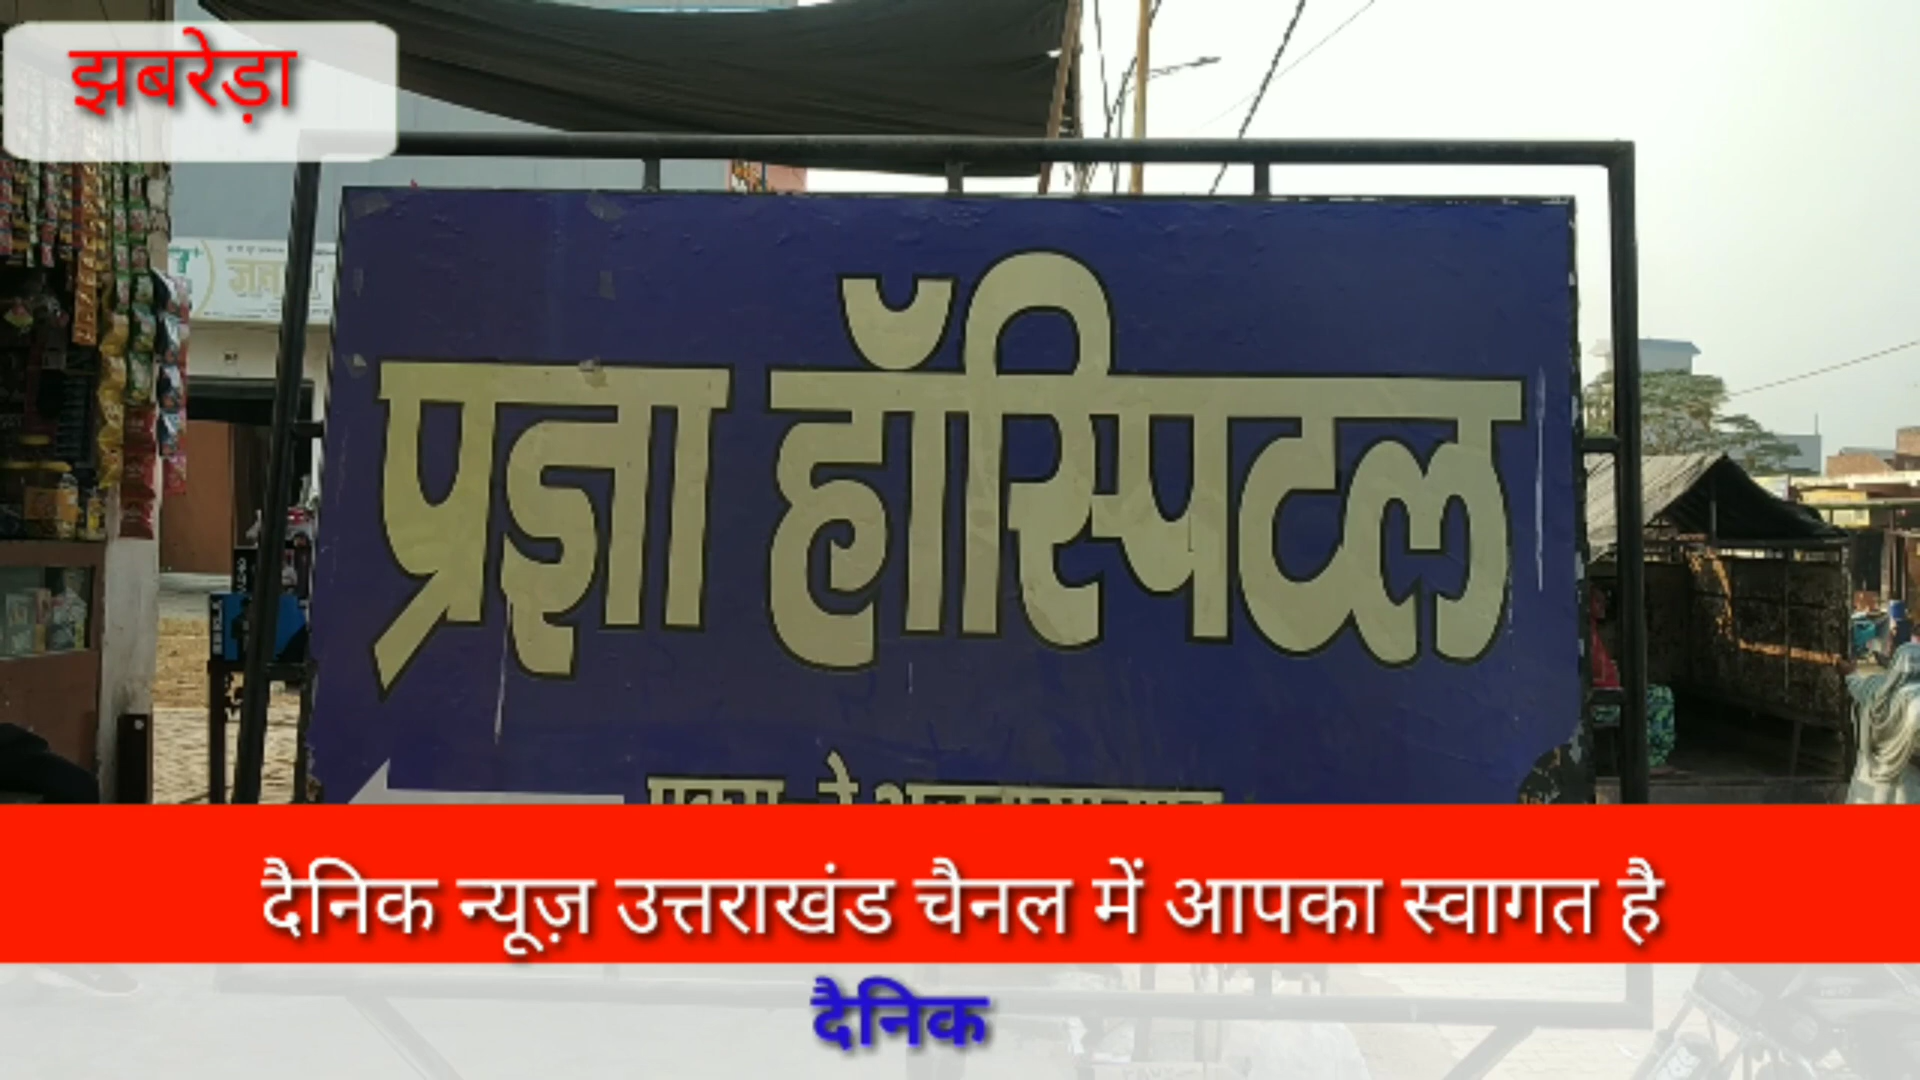 झबरेड़ा
प्रज्ञा हॉस्पिटल
दैनिक न्यूज़ उत्तराखंड चैनल में आपका स्वागत है
दैनिक